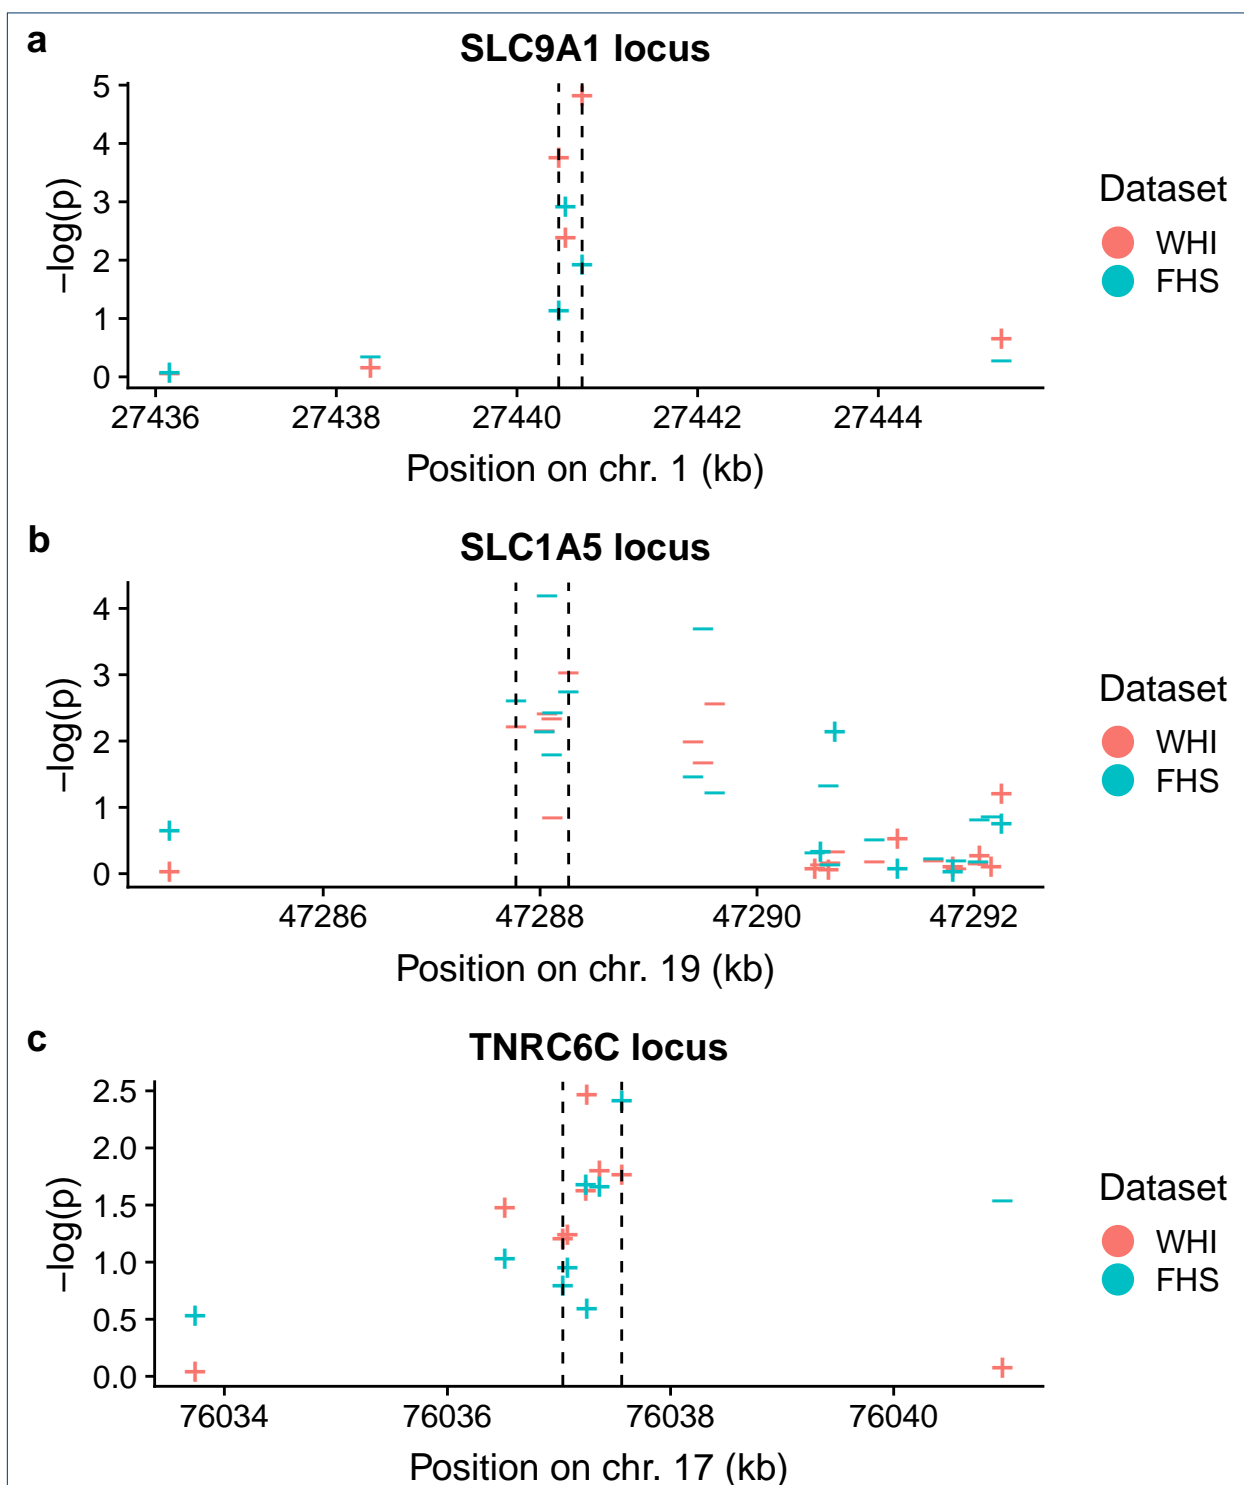 a
SLC9A1 locus
5
4
3
2
1
0
−log(p)
27436 27438 27440 27442 27444
Position on chr. 1 (kb)
Dataset
WHI
FHS
b
SLC1A5 locus
4
3
2
1
0
−log(p)
47286 47288 47290 47292
Position on chr. 19 (kb)
Dataset
WHI
FHS
c
TNRC6C locus
2.5
2.0
1.5
1.0
0.5
0.0
−log(p)
76034 76036 76038 76040
Position on chr. 17 (kb)
Dataset
WHI
FHS